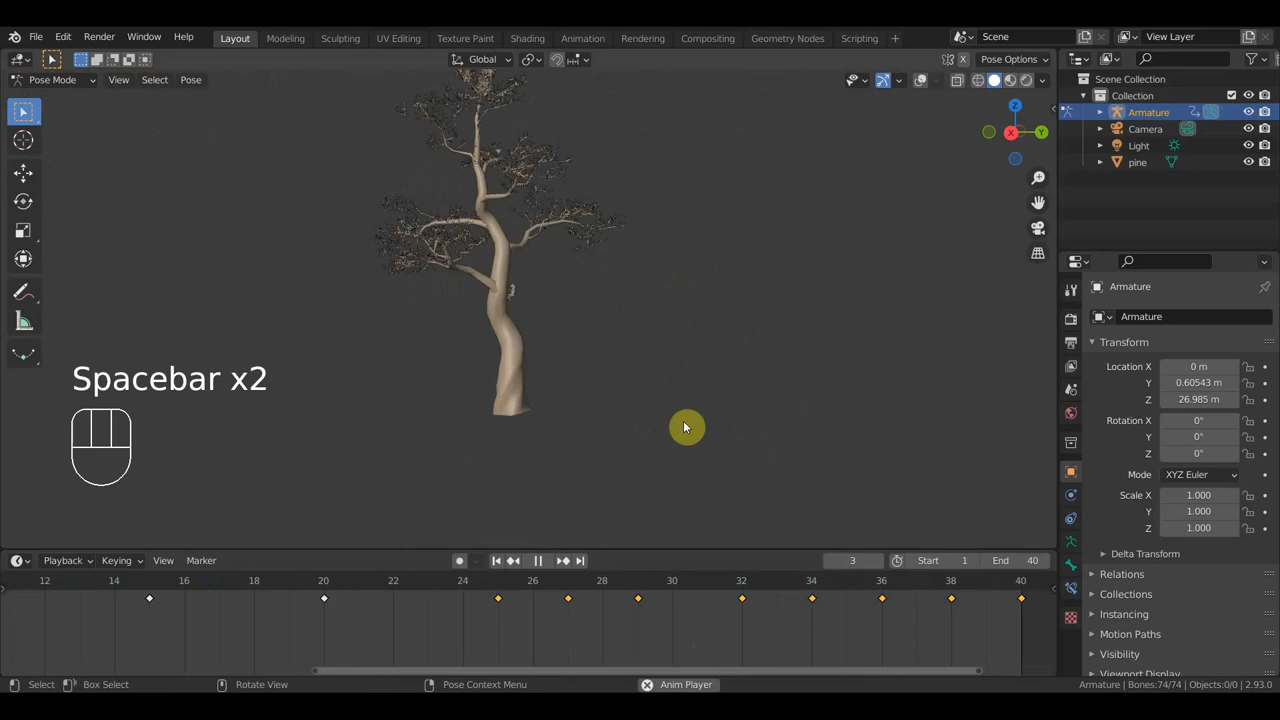 File Edit Render Window Help Layout Modeling Sculpting UV Editing Texture Paint Shading Animation Rendering Compositing Geometry Nodes Scripting + Scene View Layer
Global Pose Options
Pose Mode View Select Pose
X Y Z
Scene Collection
Collection
Armature
Camera
Light
pine
Armature
Armature
Transform
Location X 0 m
Y 0.60543 m
Z 26.985 m
Rotation X 0°
Y 0°
Z 0°
Mode XYZ Euler
Scale X 1.000
Y 1.000
Z 1.000
Delta Transform
Relations
Collections
Instancing
Motion Paths
Visibility
Viewport Display
Spacebar x2
Playback Keying View Marker 3 Start 1 End 40
12 14 16 18 20 22 24 26 28 30 32 34 36 38 40
Select Box Select Rotate View Pose Context Menu Anim Player Armature | Bones:74/74 | Objects:0/0 | 2.93.0